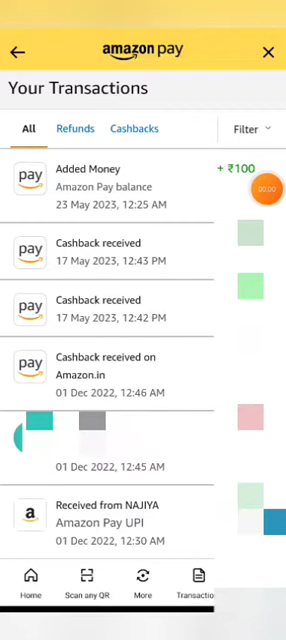 amazon pay
Your Transactions
All Refunds Cashbacks Filter
pay Added Money + ₹100
Amazon Pay balance 00:00
23 May 2023, 12:25 AM
pay Cashback received
17 May 2023, 12:43 PM
pay Cashback received
17 May 2023, 12:42 PM
pay Cashback received on
Amazon.in
01 Dec 2022, 12:46 AM
01 Dec 2022, 12:45 AM
a Received from NAJIYA
Amazon Pay UPI
01 Dec 2022, 12:30 AM
Home Scan any QR More Transactio